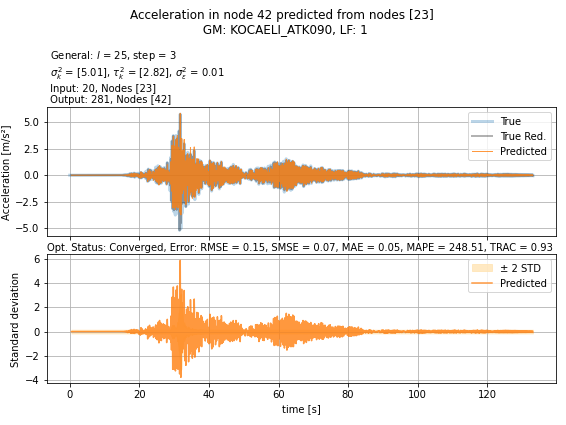 Acceleration in node 42 predicted from nodes [23]
GM: KOCAELI_ATK090, LF: 1
General: l = 25, step = 3
σ²ₖ = [5.01], τ²ₖ = [2.82], σ²ε = 0.01
Input: 20, Nodes [23]
Output: 281, Nodes [42]
5.0
2.5
0.0
−2.5
−5.0
Acceleration [m/s²]
True
True Red.
Predicted
Opt. Status: Converged, Error: RMSE = 0.15, SMSE = 0.07, MAE = 0.05, MAPE = 248.51, TRAC = 0.93
6
4
2
0
−2
−4
Standard deviation
± 2 STD
Predicted
0 20 40 60 80 100 120
time [s]